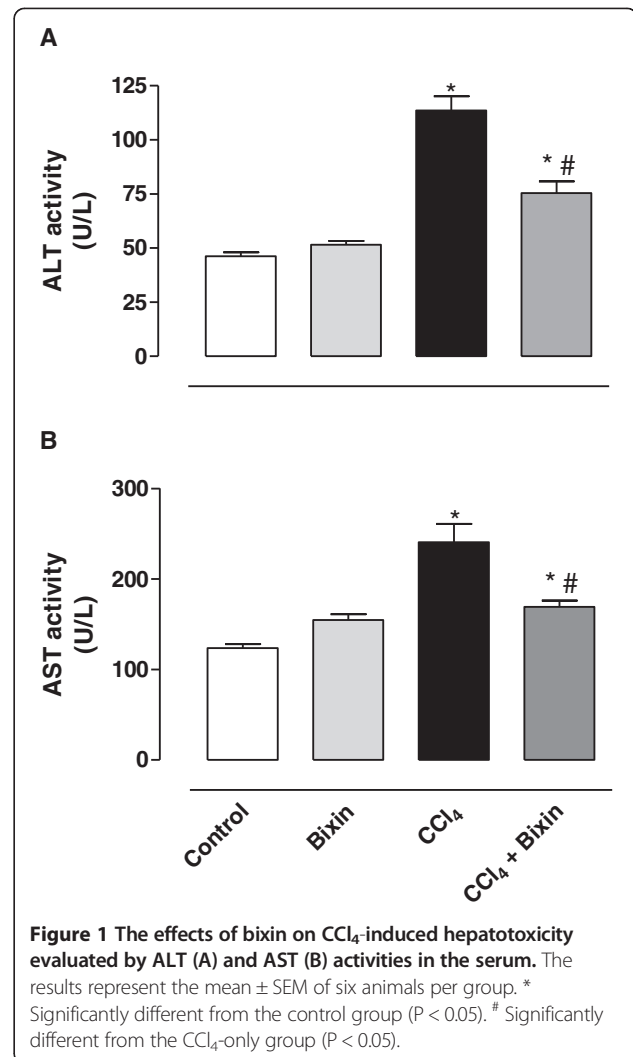 A
ALT activity
(U/L)
125
100
75
50
25
0
*
* #
B
AST activity
(U/L)
300
200
100
0
*
* #
Control
Bixin
CCl₄
CCl₄ + Bixin
Figure 1 The effects of bixin on CCl₄-induced hepatotoxicity
evaluated by ALT (A) and AST (B) activities in the serum. The
results represent the mean ± SEM of six animals per group. *
Significantly different from the control group (P < 0.05). # Significantly
different from the CCl₄-only group (P < 0.05).